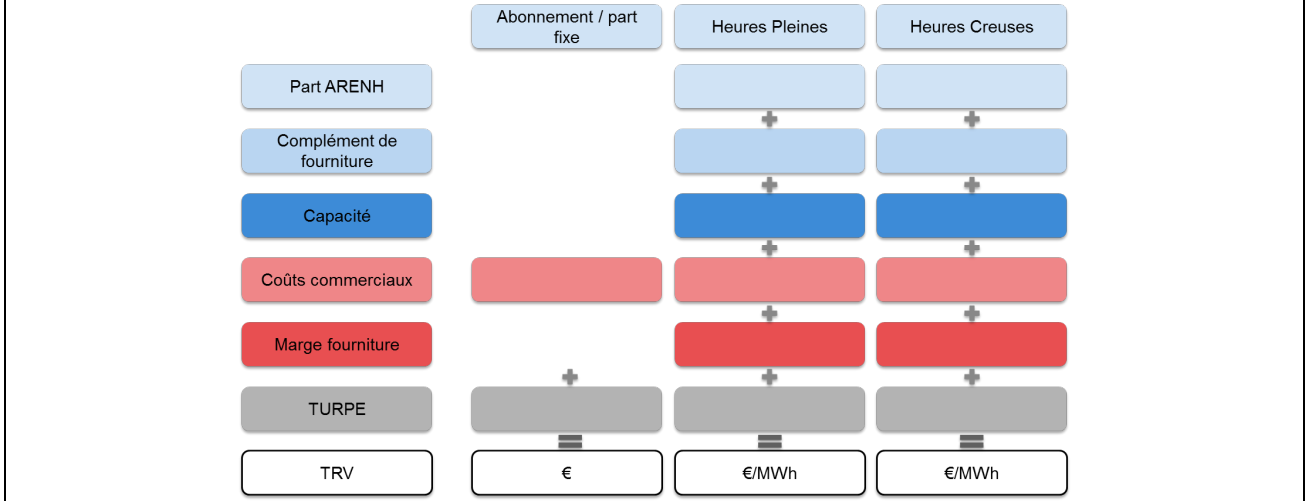 Abonnement / part
fixe
Heures Pleines
Heures Creuses
Part ARENH
Complément de
fourniture
Capacité
Coûts commerciaux
Marge fourniture
TURPE
TRV
€
€/MWh
€/MWh